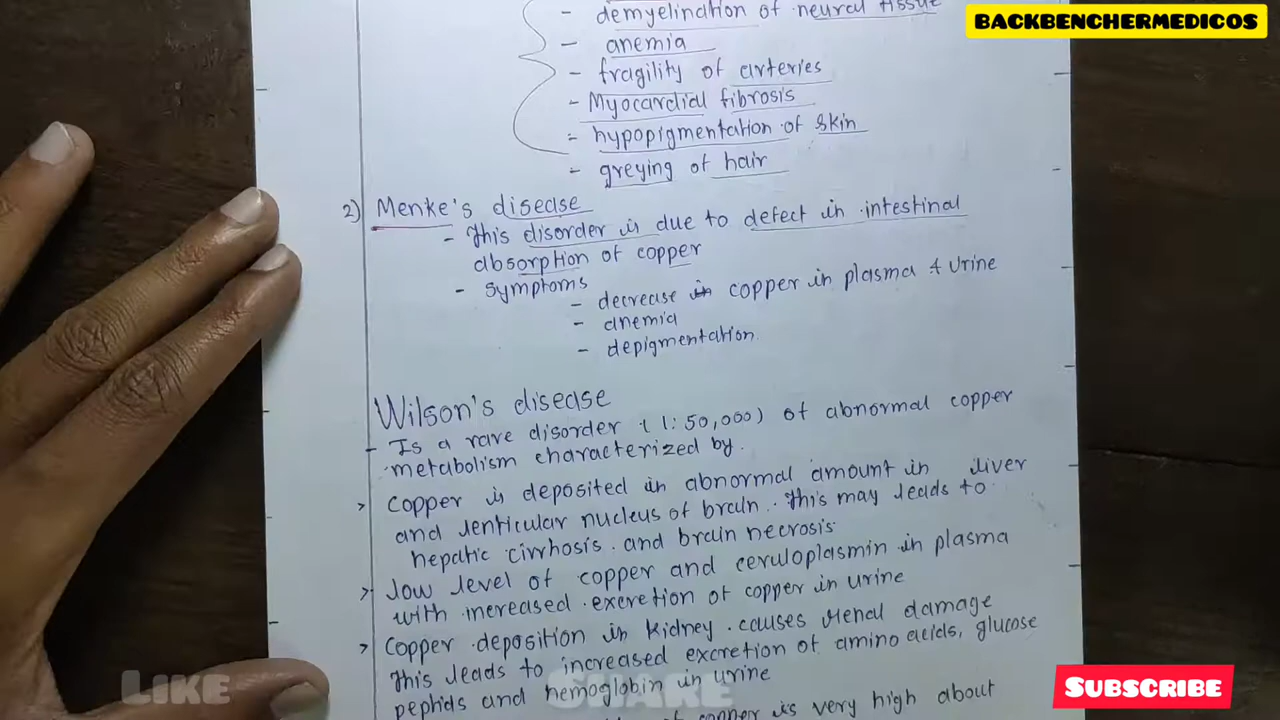 BACKBENCHERMEDICOS
- demyelination of neural tissue
- anemia
- fragility of arteries
- Myocardial fibrosis
- hypopigmentation of skin
- greying of hair
2) Menke's disease
- This disorder is due to defect in intestinal
absorption of copper
- symptoms
- decrease in copper in plasma & urine
- anemia
- depigmentation
Wilson's disease
- Is a rare disorder (1:50,000) of abnormal copper
metabolism characterized by.
> copper is deposited in abnormal amount in liver
and lenticular nucleus of brain. This may leads to
hepatic cirrhosis and brain necrosis.
> low level of copper and ceruloplasmin in plasma
with increased excretion of copper in urine
> Copper deposition in kidney causes renal damage
This leads to increased excretion of amino acids, glucose
peptids and hemoglobin in urine
of copper is very high about
LIKE
SHARE
SUBSCRIBE